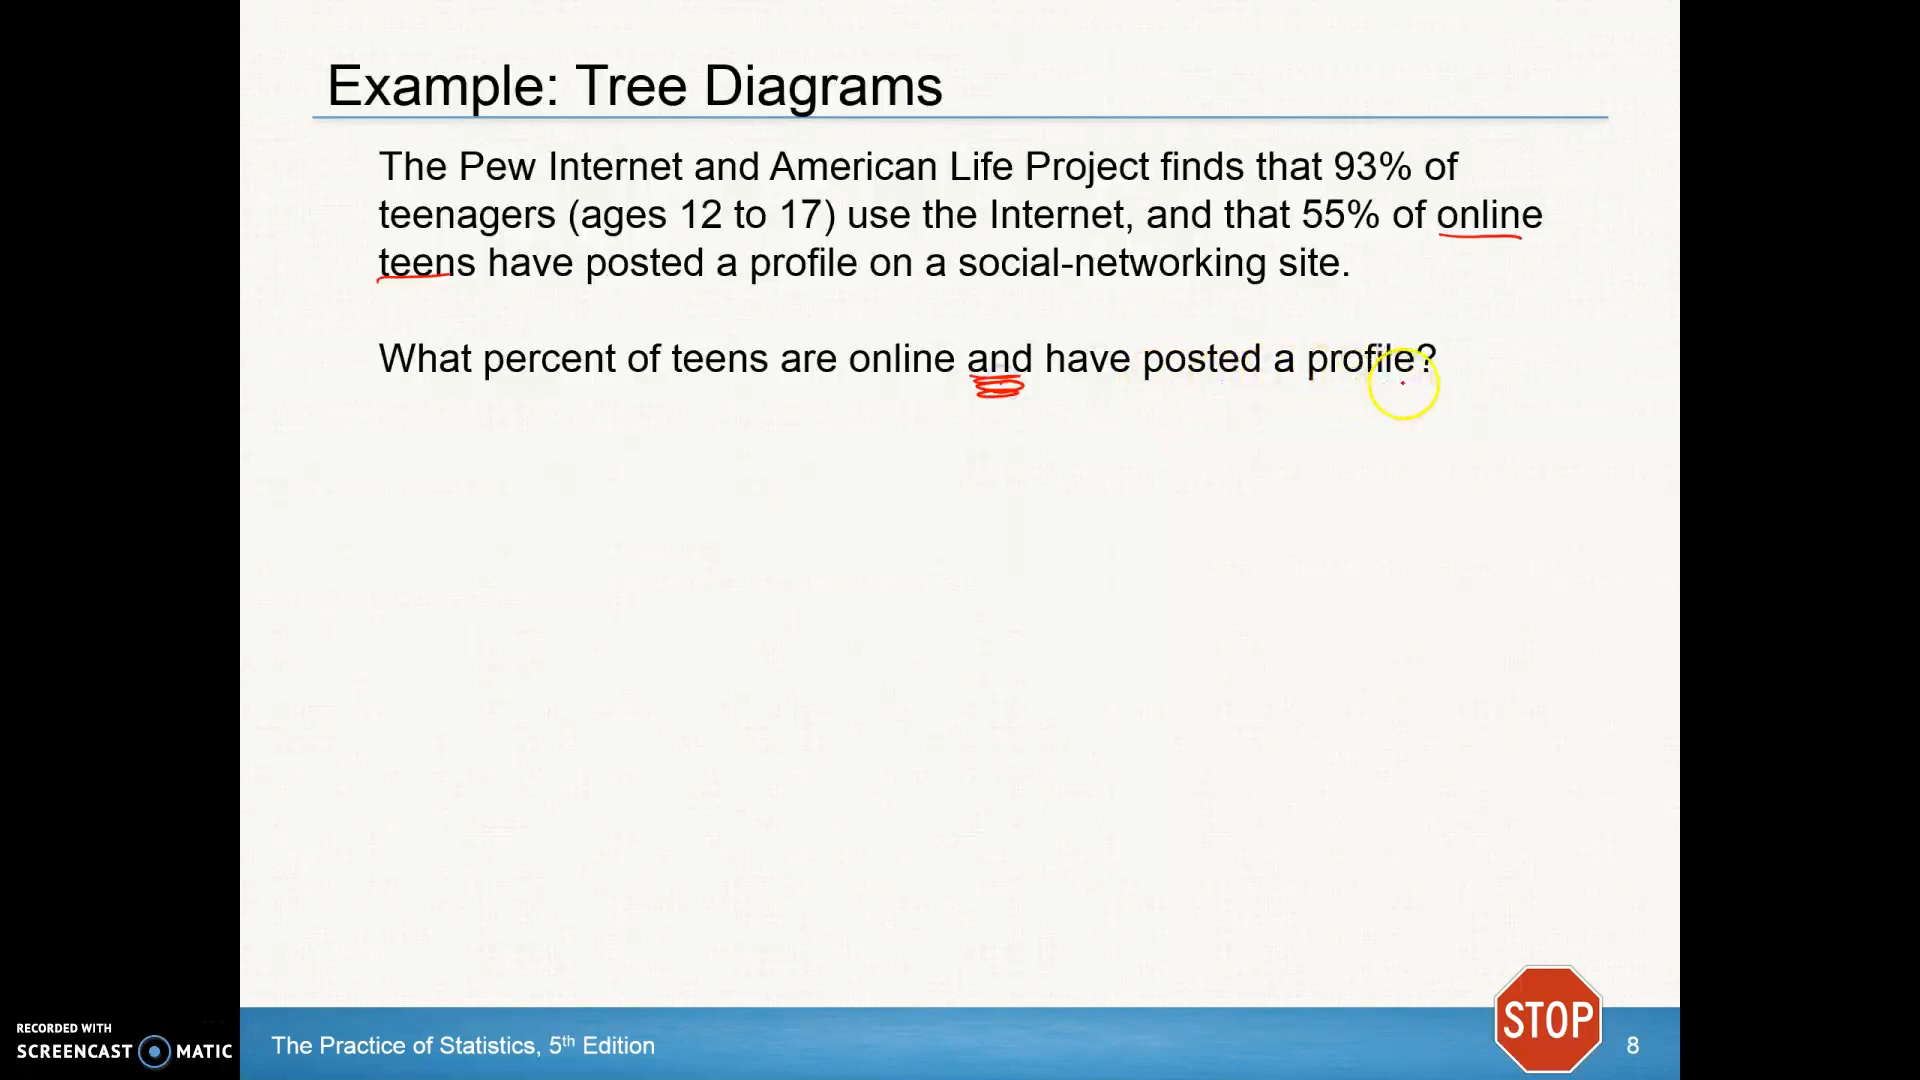 Example: Tree Diagrams
The Pew Internet and American Life Project finds that 93% of
teenagers (ages 12 to 17) use the Internet, and that 55% of online
teens have posted a profile on a social-networking site.
What percent of teens are online and have posted a profile?
STOP
RECORDED WITH
SCREENCAST MATIC
The Practice of Statistics, 5th Edition
8